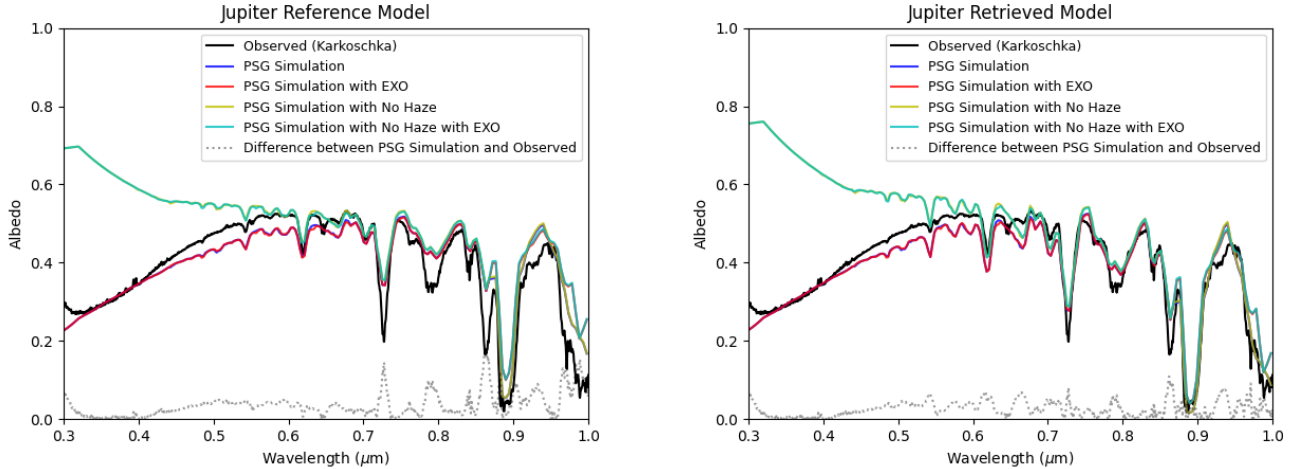 Jupiter Reference Model
1.0
0.8
0.6
0.4
0.2
0.0
Albedo
Observed (Karkoschka)
PSG Simulation
PSG Simulation with EXO
PSG Simulation with No Haze
PSG Simulation with No Haze with EXO
Difference between PSG Simulation and Observed
0.3 0.4 0.5 0.6 0.7 0.8 0.9 1.0
Wavelength (μm)
Jupiter Retrieved Model
1.0
0.8
0.6
0.4
0.2
0.0
Albedo
Observed (Karkoschka)
PSG Simulation
PSG Simulation with EXO
PSG Simulation with No Haze
PSG Simulation with No Haze with EXO
Difference between PSG Simulation and Observed
0.3 0.4 0.5 0.6 0.7 0.8 0.9 1.0
Wavelength (μm)